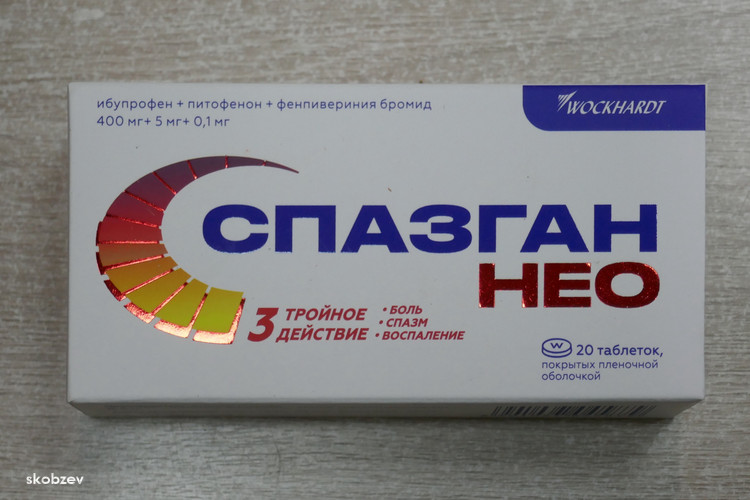 ибупрофен + питофенон + фенпивериния бромид
400 мг+ 5 мг+ 0,1 мг
WOCKHARDT
СПАЗГАН
НЕО
3 ТРОЙНОЕ ДЕЙСТВИЕ
• БОЛЬ
• СПАЗМ
• ВОСПАЛЕНИЕ
W
20 таблеток,
покрытых пленочной
оболочкой
skobzev